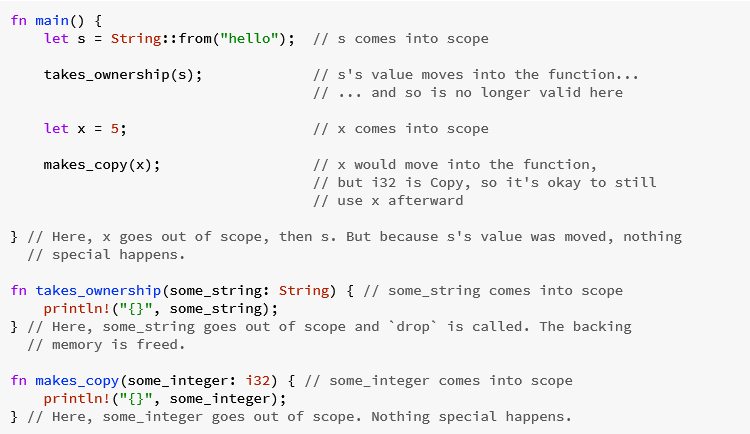 fn main() {
    let s = String::from("hello");  // s comes into scope
    takes_ownership(s);             // s's value moves into the function...
                                    // ... and so is no longer valid here
    let x = 5;                      // x comes into scope
    makes_copy(x);                  // x would move into the function,
                                    // but i32 is Copy, so it's okay to still
                                    // use x afterward
} // Here, x goes out of scope, then s. But because s's value was moved, nothing
  // special happens.
fn takes_ownership(some_string: String) { // some_string comes into scope
    println!("{}", some_string);
} // Here, some_string goes out of scope and `drop` is called. The backing
  // memory is freed.
fn makes_copy(some_integer: i32) { // some_integer comes into scope
    println!("{}", some_integer);
} // Here, some_integer goes out of scope. Nothing special happens.